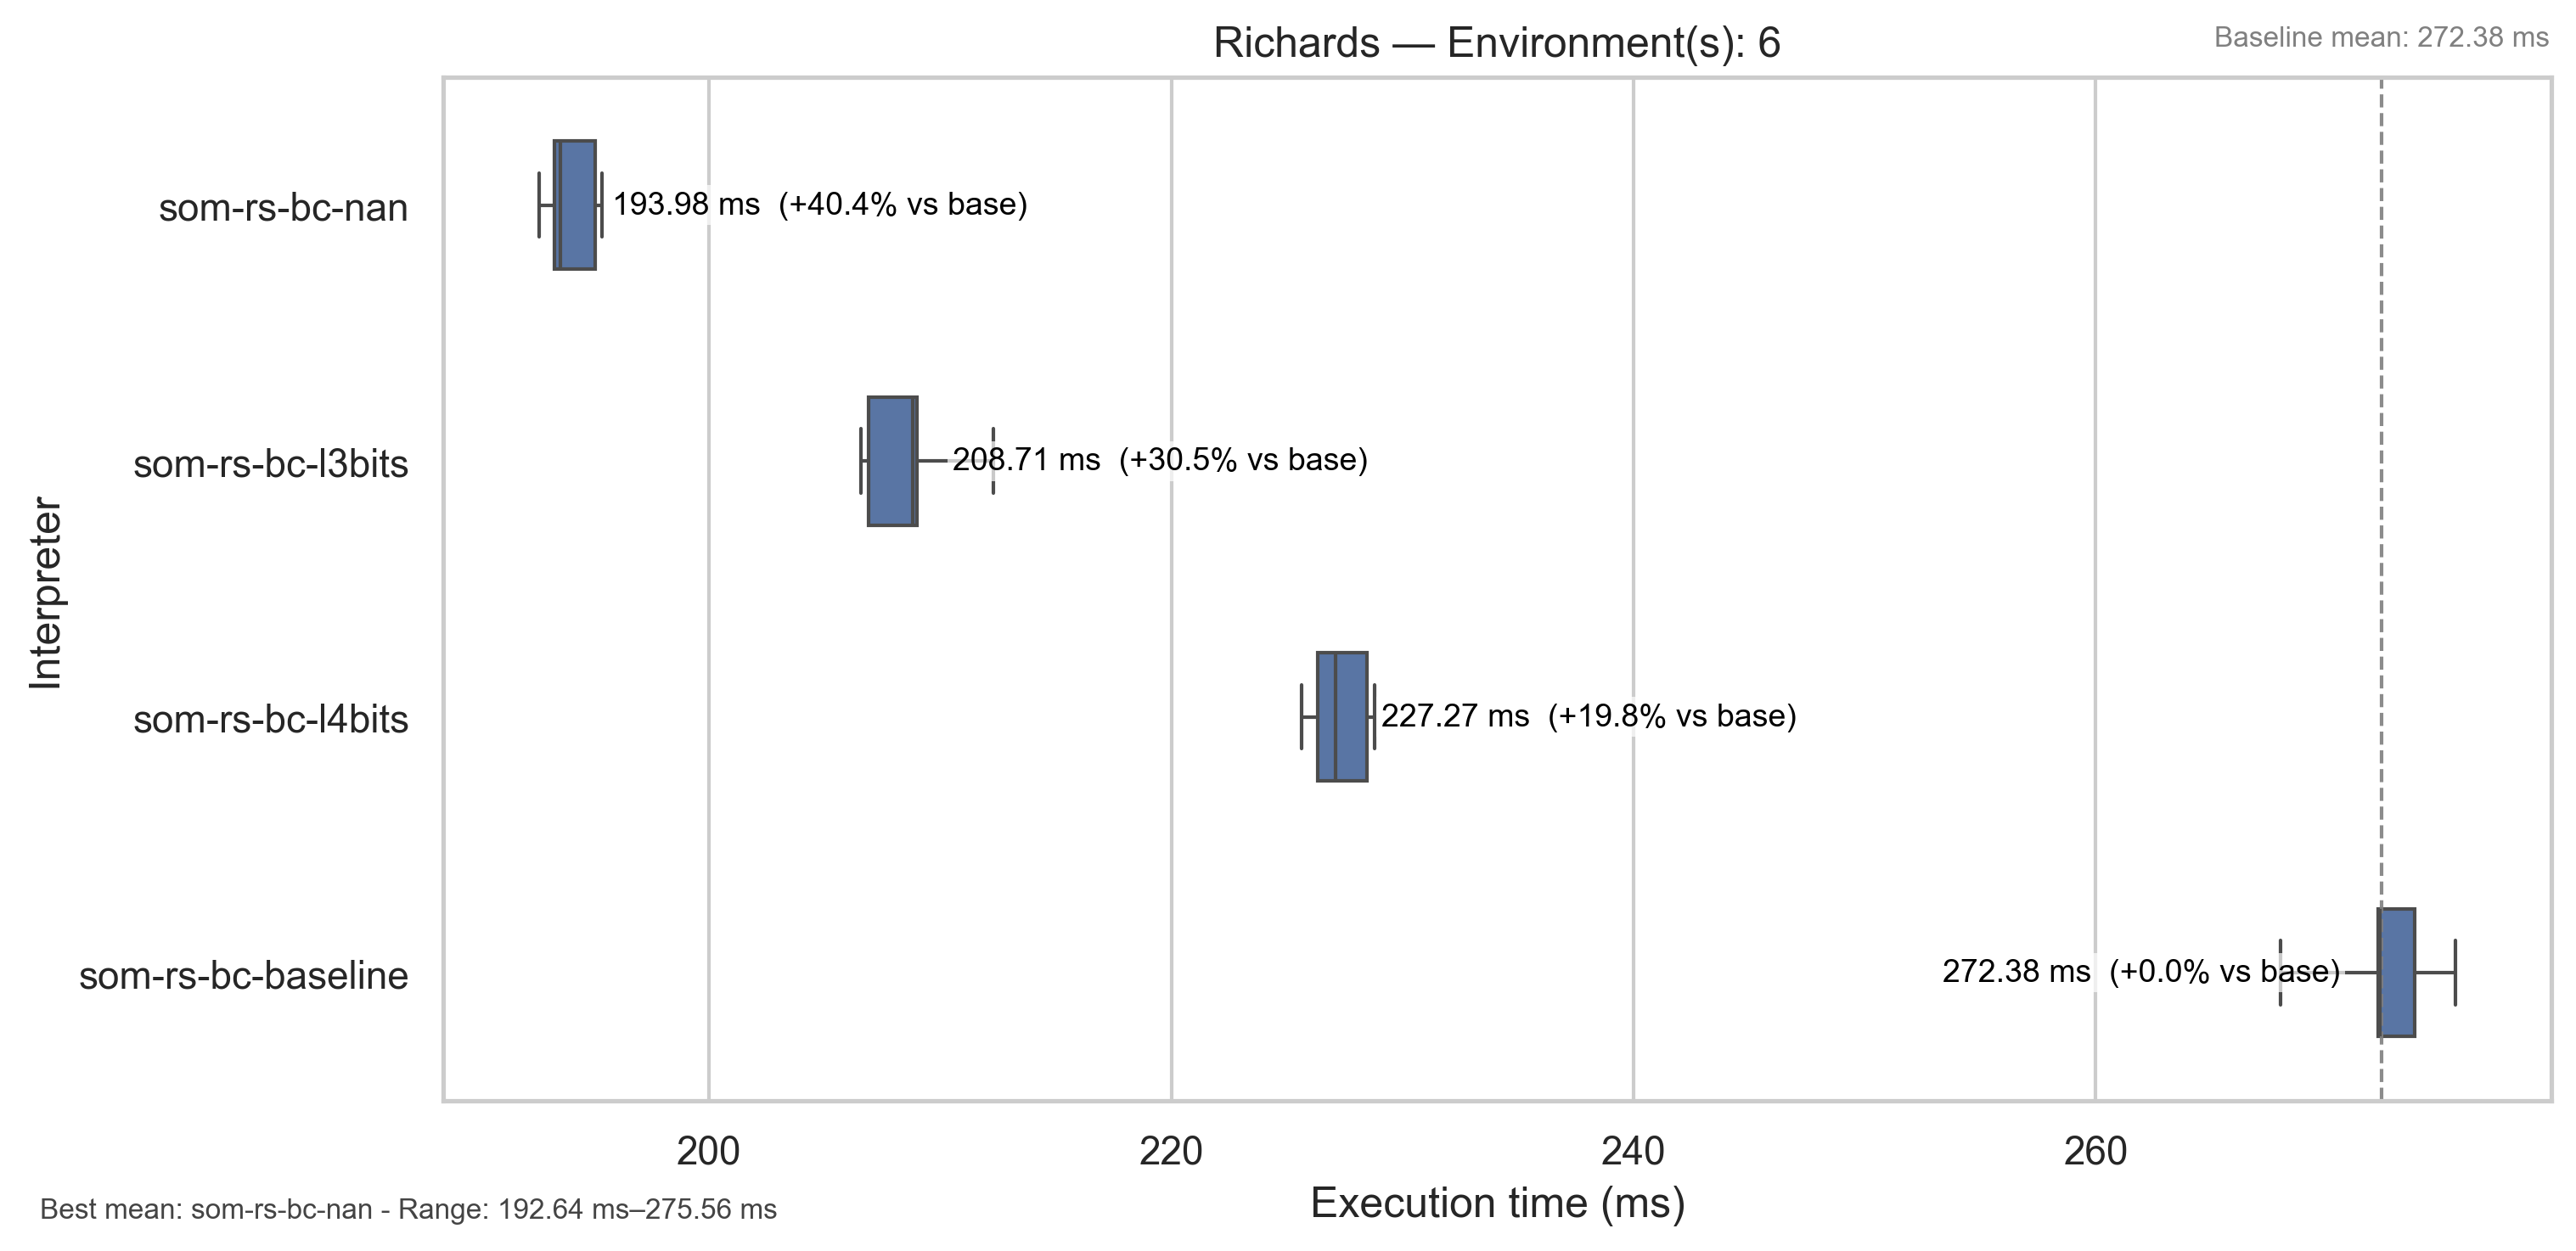 Richards — Environment(s): 6
Baseline mean: 272.38 ms
Interpreter
som-rs-bc-nan
193.98 ms (+40.4% vs base)
som-rs-bc-l3bits
208.71 ms (+30.5% vs base)
som-rs-bc-l4bits
227.27 ms (+19.8% vs base)
som-rs-bc-baseline
272.38 ms (+0.0% vs base)
200 220 240 260
Execution time (ms)
Best mean: som-rs-bc-nan - Range: 192.64 ms–275.56 ms